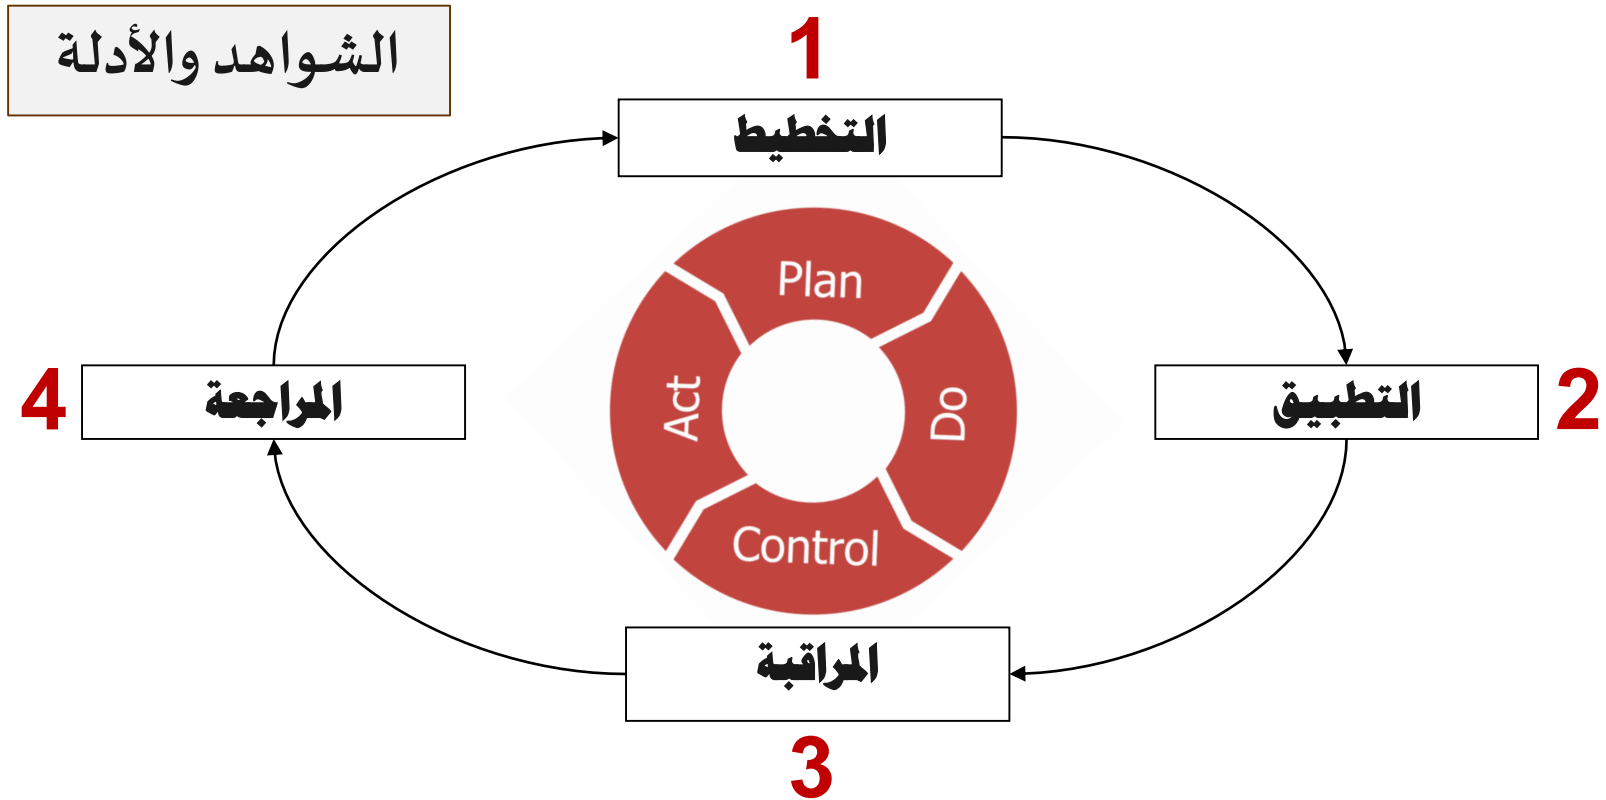 الشواهد والأدلة
1
التخطيط
Plan
Act
Do
Control
4
المراجعة
التطبيق
2
المراقبة
3